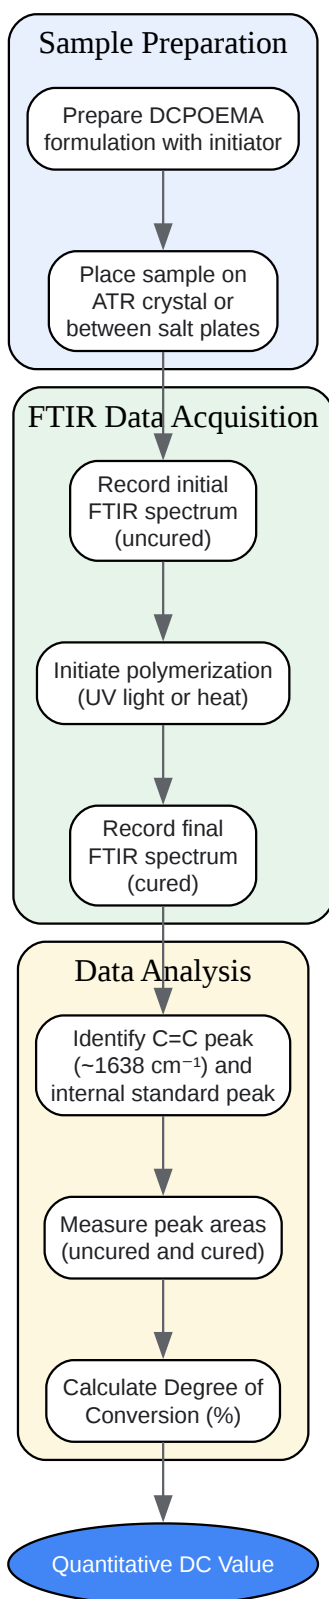 Sample Preparation
Prepare DCPOEMA
formulation with initiator
Place sample on
ATR crystal or
between salt plates
FTIR Data Acquisition
Record initial
FTIR spectrum
(uncured)
Initiate polymerization
(UV light or heat)
Record final
FTIR spectrum
(cured)
Data Analysis
Identify C=C peak
(~1638 cm⁻¹) and
internal standard peak
Measure peak areas
(uncured and cured)
Calculate Degree of
Conversion (%)
Quantitative DC Value